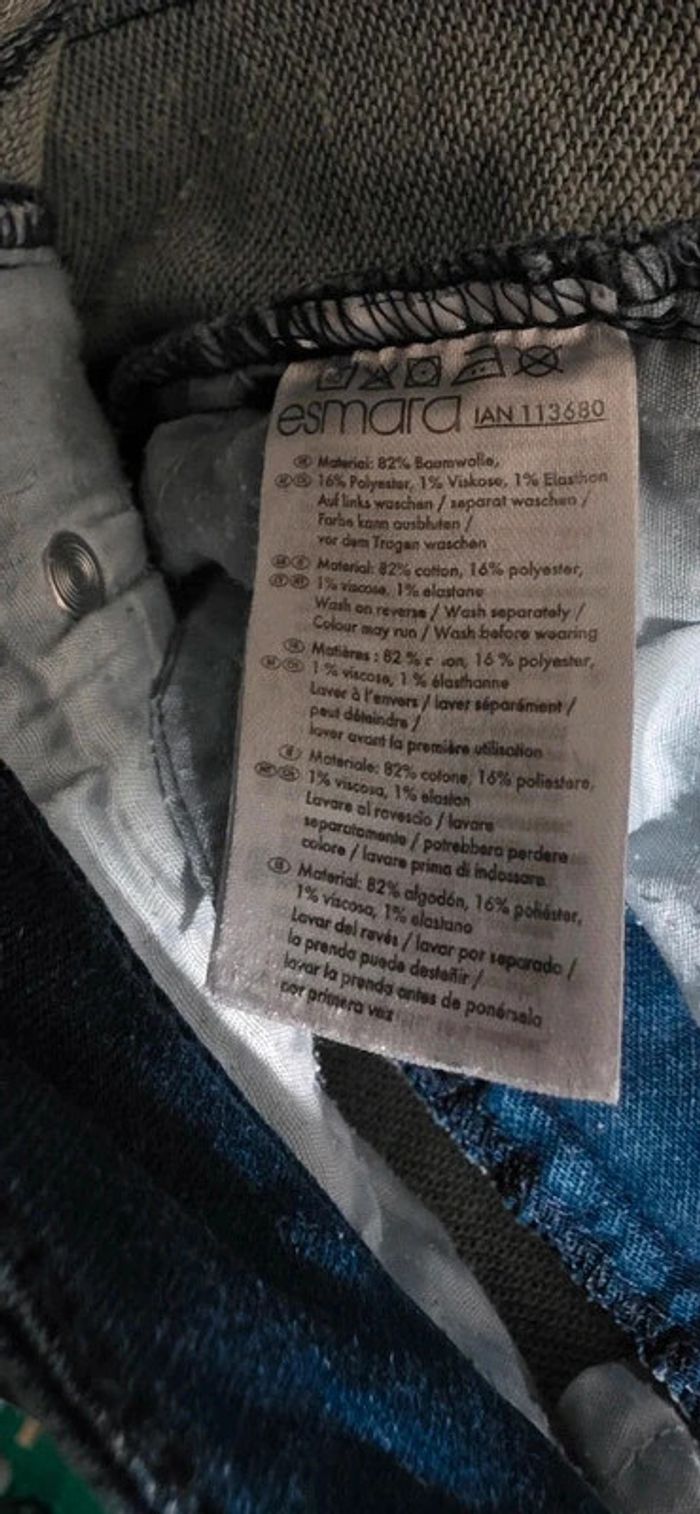 esmara IAN 113680
Material: 82% Baumwolle,
16% Polyester, 1% Viskose, 1% Elasthan
Auf links waschen / separat waschen /
Farbe kann ausbluten /
vor dem Tragen waschen
Material: 82% cotton, 16% polyester,
1% viscose, 1% elastane
Wash on reverse / Wash separately /
Colour may run / Wash before wearing
Matières : 82 % 16 % polyester,
1 % viscose, 1 % élasthanne
Laver à l'envers / laver séparément /
peut déteindre /
laver avant la première utilisation
Materiale: 82% cotone, 16% poliestere,
1% viscosa, 1% elastan
Lavare al rovescio / lavare
separatamente / potrebbero perdere
colore / lavare prima di indossare
Material: 82% algodón, 16% poliéster,
1% viscosa, 1% elastano
Lavar del revés / lavar por separado /
la prenda puede desteñir /
lavar la prenda antes de ponérsela
por primera vez